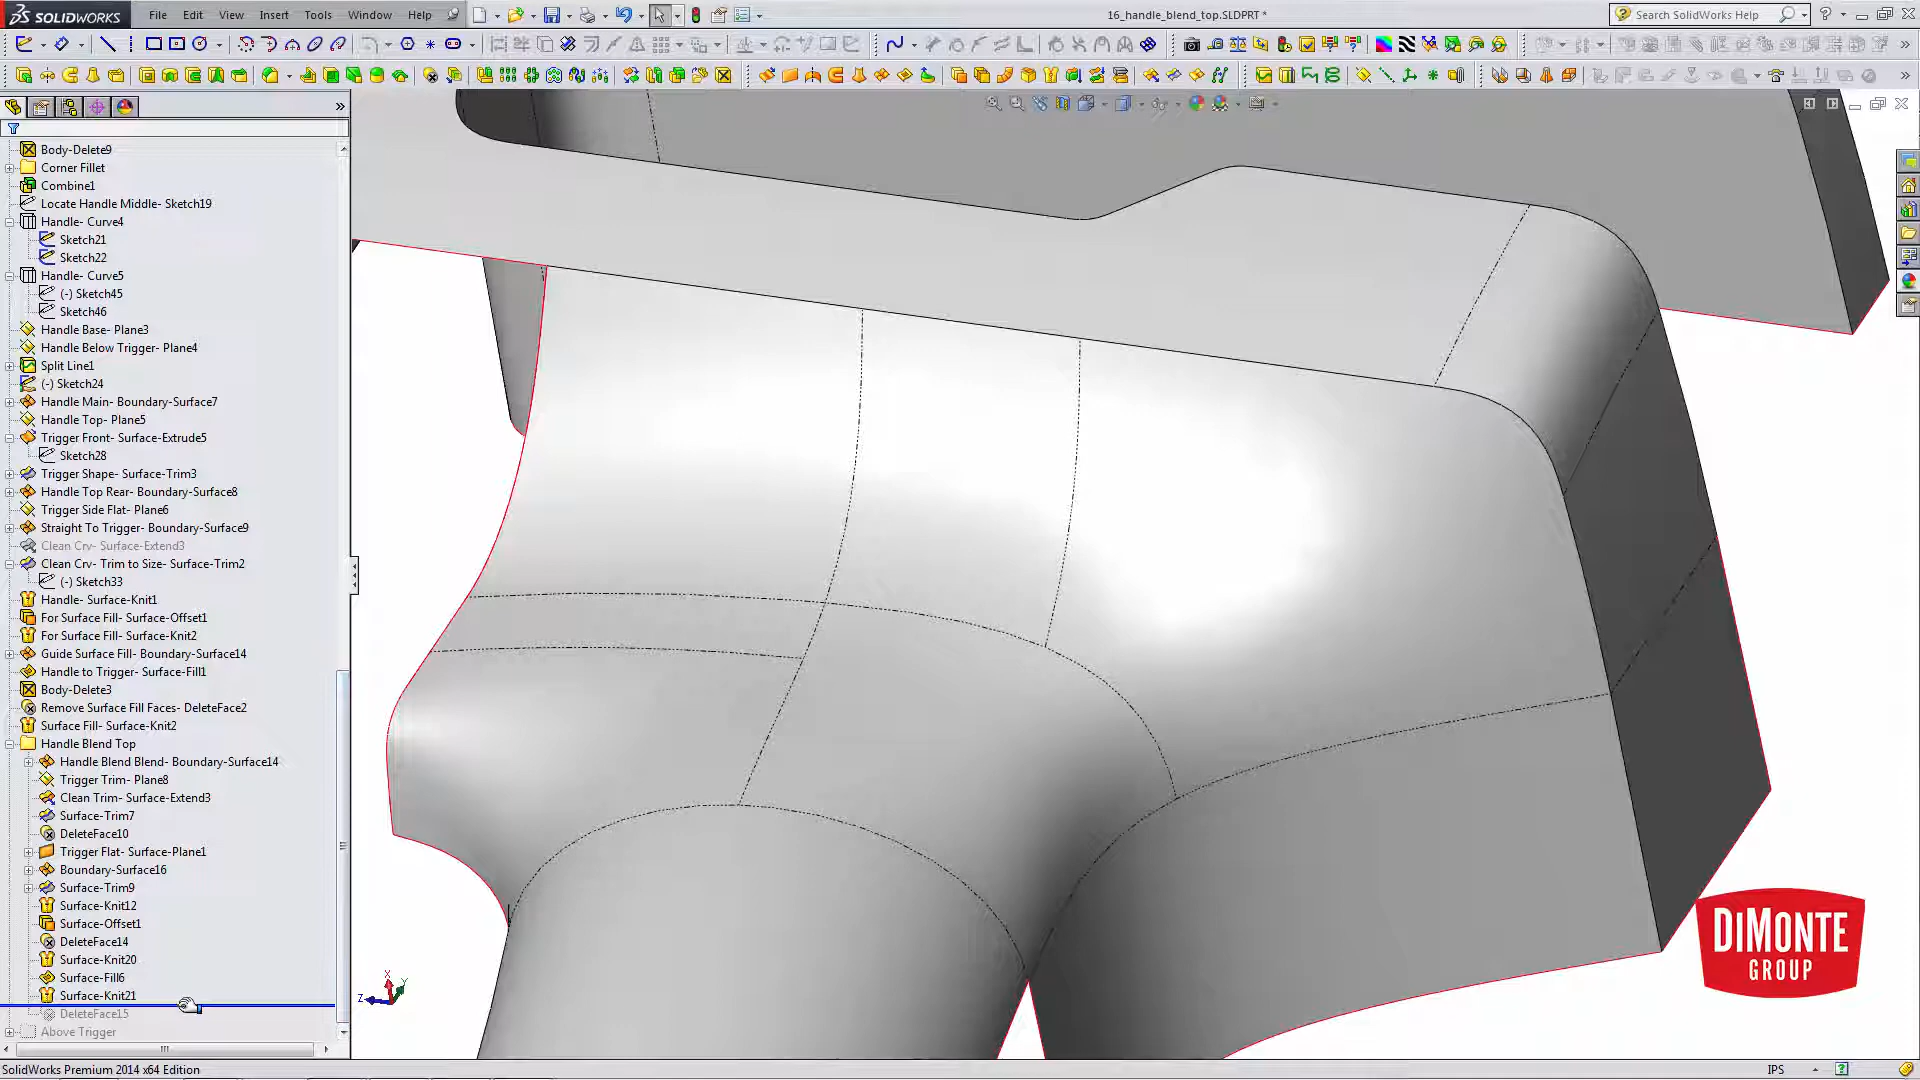 SOLIDWORKS
File Edit View Insert Tools Window Help
16_handle_blend_top.SLDPRT *
Search SolidWorks Help
Body-Delete9
Corner Fillet
Combine1
Locate Handle Middle- Sketch19
Handle- Curve4
Sketch21
Sketch22
Handle- Curve5
(-) Sketch45
Sketch46
Handle Base- Plane3
Handle Below Trigger- Plane4
Split Line1
(-) Sketch24
Handle Main- Boundary-Surface7
Handle Top- Plane5
Trigger Front- Surface-Extrude5
Sketch28
Trigger Shape- Surface-Trim3
Handle Top Rear- Boundary-Surface8
Trigger Side Flat- Plane6
Straight To Trigger- Boundary-Surface9
Clean Crv- Surface-Extend3
Clean Crv- Trim to Size- Surface-Trim2
(-) Sketch33
Handle- Surface-Knit1
For Surface Fill- Surface-Offset1
For Surface Fill- Surface-Knit2
Guide Surface Fill- Boundary-Surface14
Handle to Trigger- Surface-Fill1
Body-Delete3
Remove Surface Fill Faces- DeleteFace2
Surface Fill- Surface-Knit2
Handle Blend Top
Handle Blend Blend- Boundary-Surface14
Trigger Trim- Plane8
Clean Trim- Surface-Extend3
Surface-Trim7
DeleteFace10
Trigger Flat- Surface-Plane1
Boundary-Surface16
Surface-Trim9
Surface-Knit12
Surface-Offset1
DeleteFace14
Surface-Knit20
Surface-Fill6
Surface-Knit21
DeleteFace15
Above Trigger
X
Y
Z
DIMONTE
GROUP
SolidWorks Premium 2014 x64 Edition
IPS